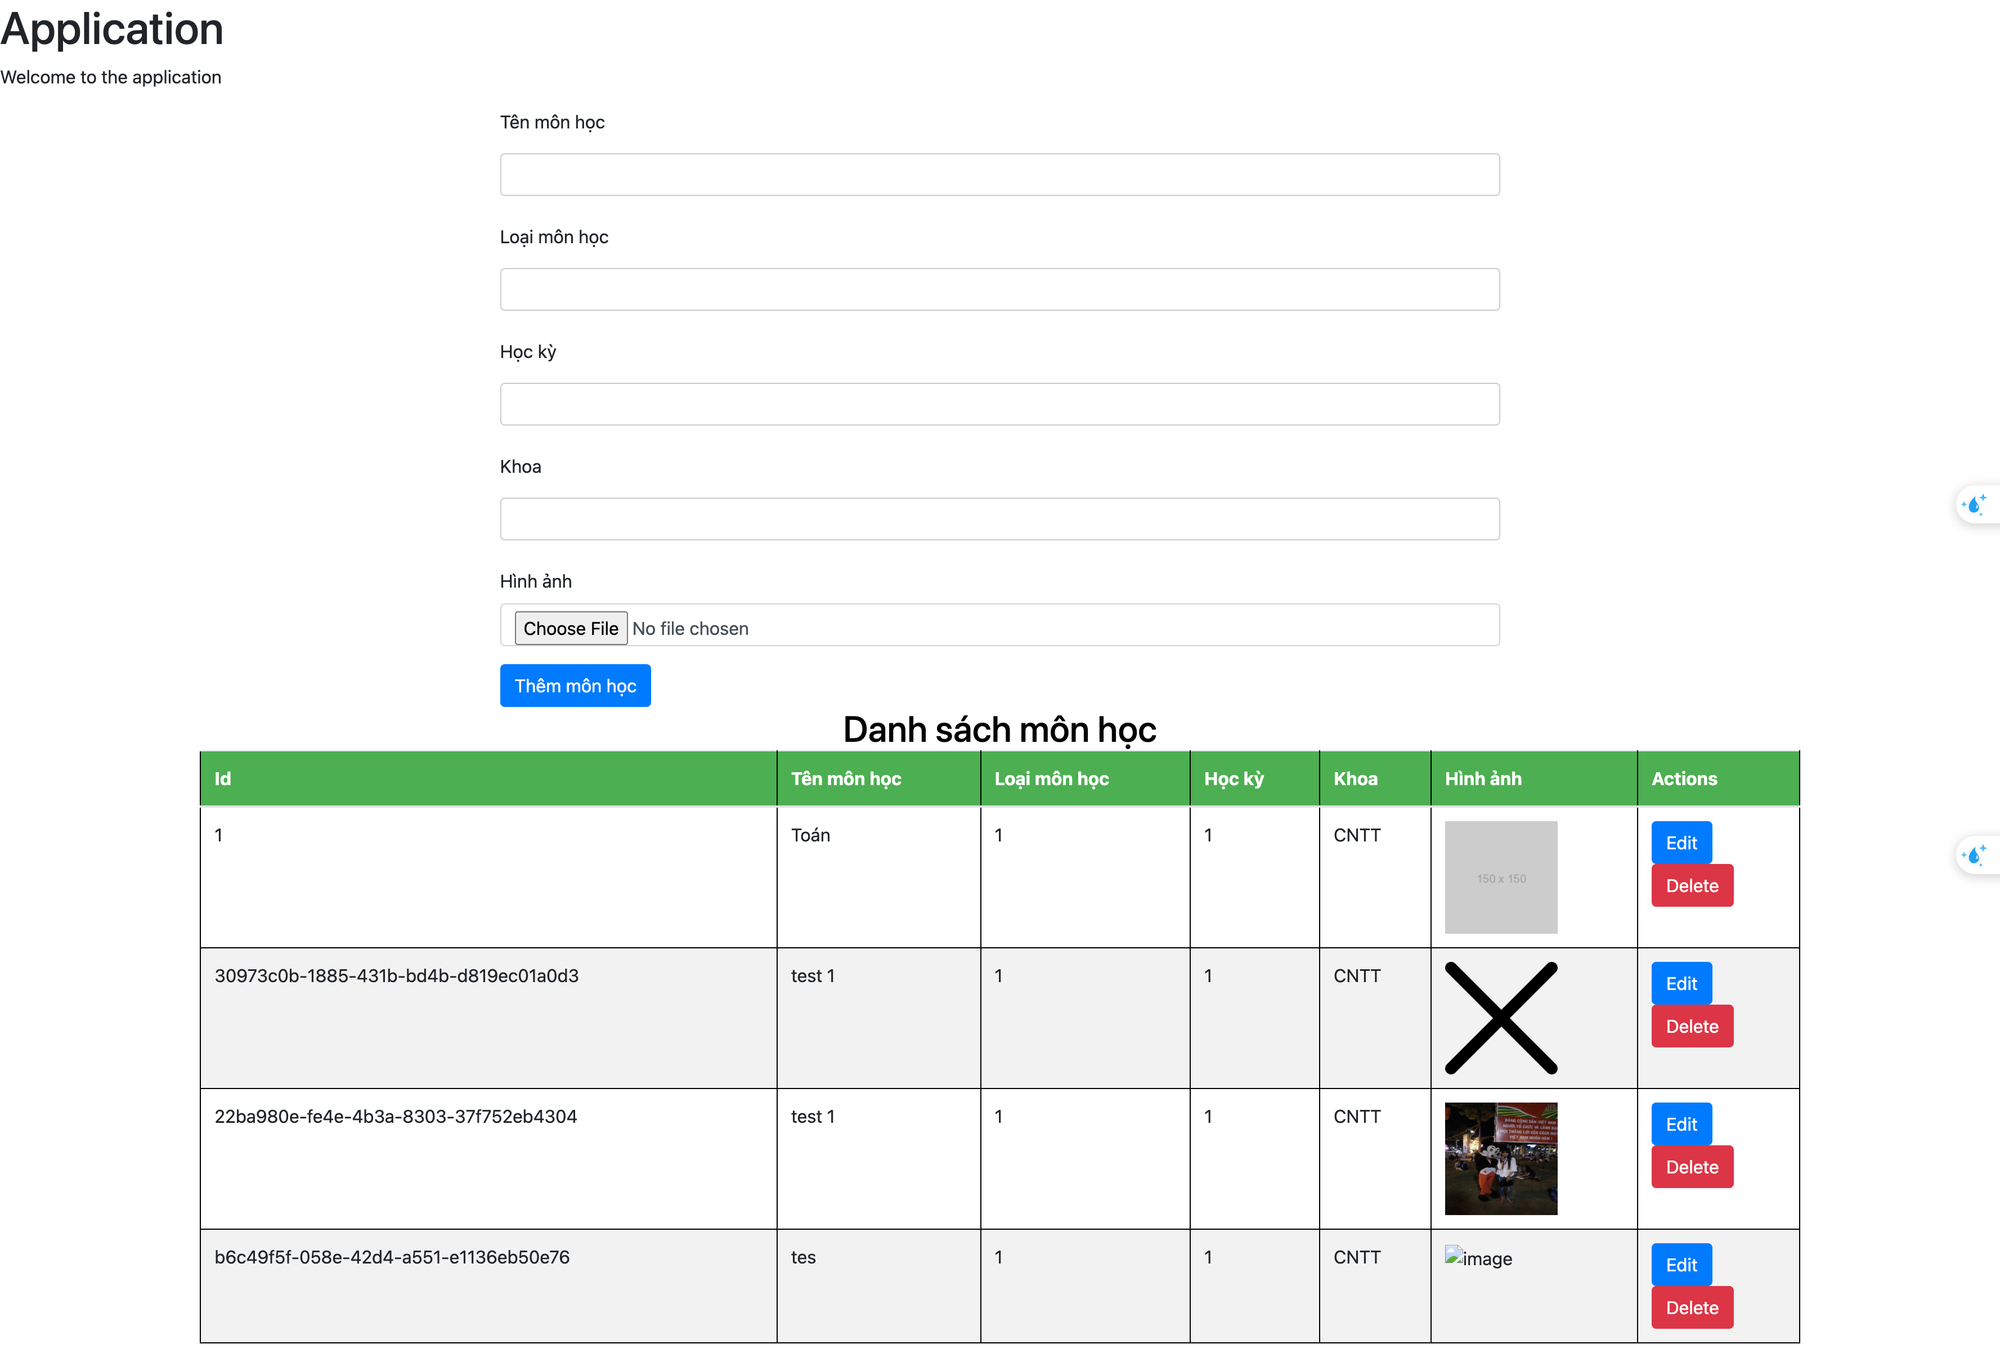 Application
Welcome to the application
Tên môn học
Loại môn học
Học kỳ
Khoa
Hình ảnh
Choose File No file chosen
Thêm môn học
Danh sách môn học
Id Tên môn học Loại môn học Học kỳ Khoa Hình ảnh Actions
1 Toán 1 1 CNTT 150 x 150 Edit
Delete
30973c0b-1885-431b-bd4b-d819ec01a0d3 test 1 1 1 CNTT Edit
Delete
22ba980e-fe4e-4b3a-8303-37f752eb4304 test 1 1 1 CNTT Edit
Delete
b6c49f5f-058e-42d4-a551-e1136eb50e76 tes 1 1 CNTT image Edit
Delete